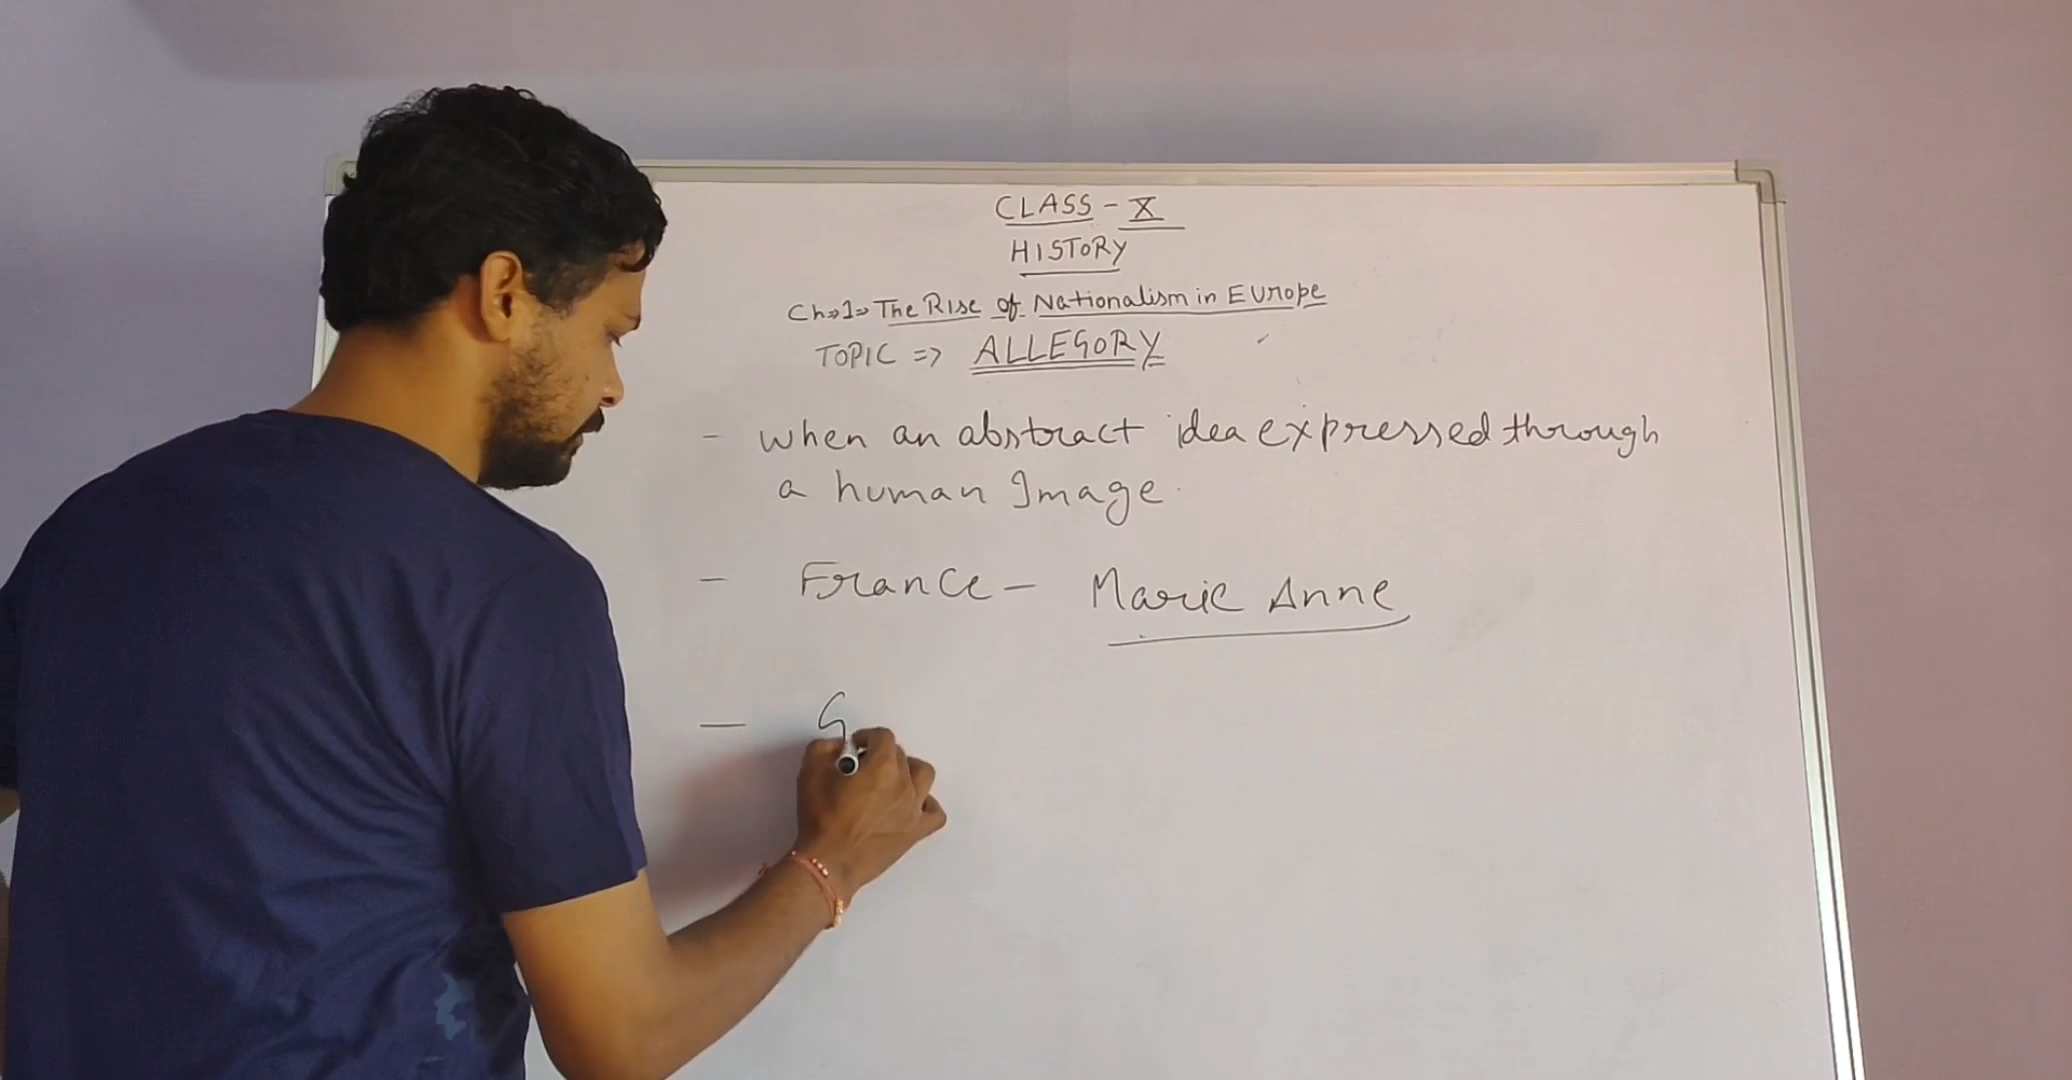 CLASS - X
HISTORY
Ch⇒1⇒ The Rise of Nationalism in Europe
TOPIC => ALLEGORY
- when an abstract idea expressed through
a human Image.
- France - Marie Anne
- G